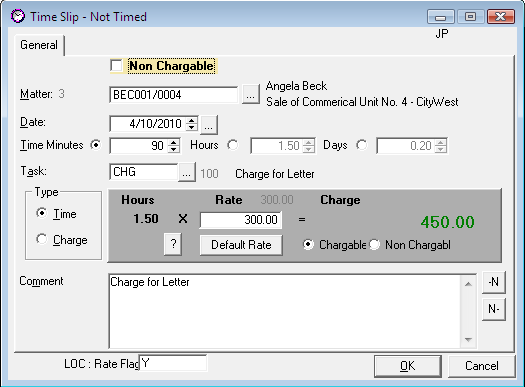 Time Slip - Not Timed
JP
General
Non Chargable
Matter: 3 BEC001/0004 ... Angela Beck
Sale of Commerical Unit No. 4 - CityWest
Date: 4/10/2010 ...
Time Minutes 90 Hours 1.50 Days 0.20
Task: CHG ... 100 Charge for Letter
Type
Time
Charge
Hours Rate 300.00 Charge
1.50 X 300.00 = 450.00
? Default Rate Chargable Non Chargabl
Comment Charge for Letter
-N
N-
LOC : Rate Flag Y
OK Cancel